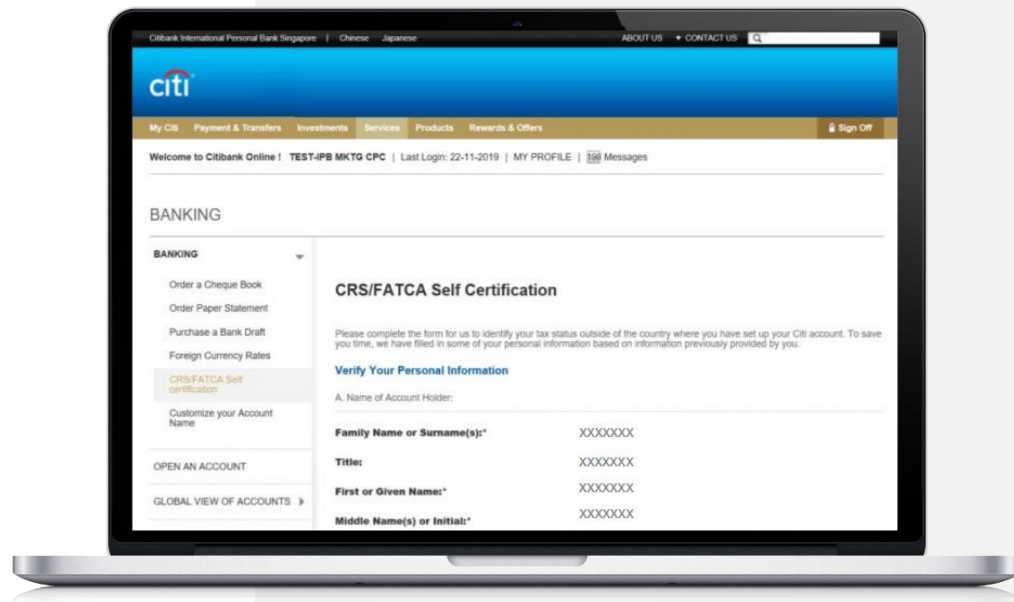 Citibank International Personal Bank Singapore | Chinese Japanese ABOUT US ▼ CONTACT US
citi
My Citi Payment & Transfers Investments Services Products Rewards & Offers Sign Off
Welcome to Citibank Online ! TEST-IPB MKTG CPC | Last Login: 22-11-2019 | MY PROFILE | 198 Messages
BANKING
BANKING
Order a Cheque Book
Order Paper Statement
Purchase a Bank Draft
Foreign Currency Rates
CRS/FATCA Self
certification
Customize your Account
Name
OPEN AN ACCOUNT
GLOBAL VIEW OF ACCOUNTS
CRS/FATCA Self Certification
Please complete the form for us to identify your tax status outside of the country where you have set up your Citi account. To save
you time, we have filled in some of your personal information based on information previously provided by you.
Verify Your Personal Information
A. Name of Account Holder:
Family Name or Surname(s):* XXXXXXX
Title: XXXXXXX
First or Given Name:* XXXXXXX
Middle Name(s) or Initial:* XXXXXXX